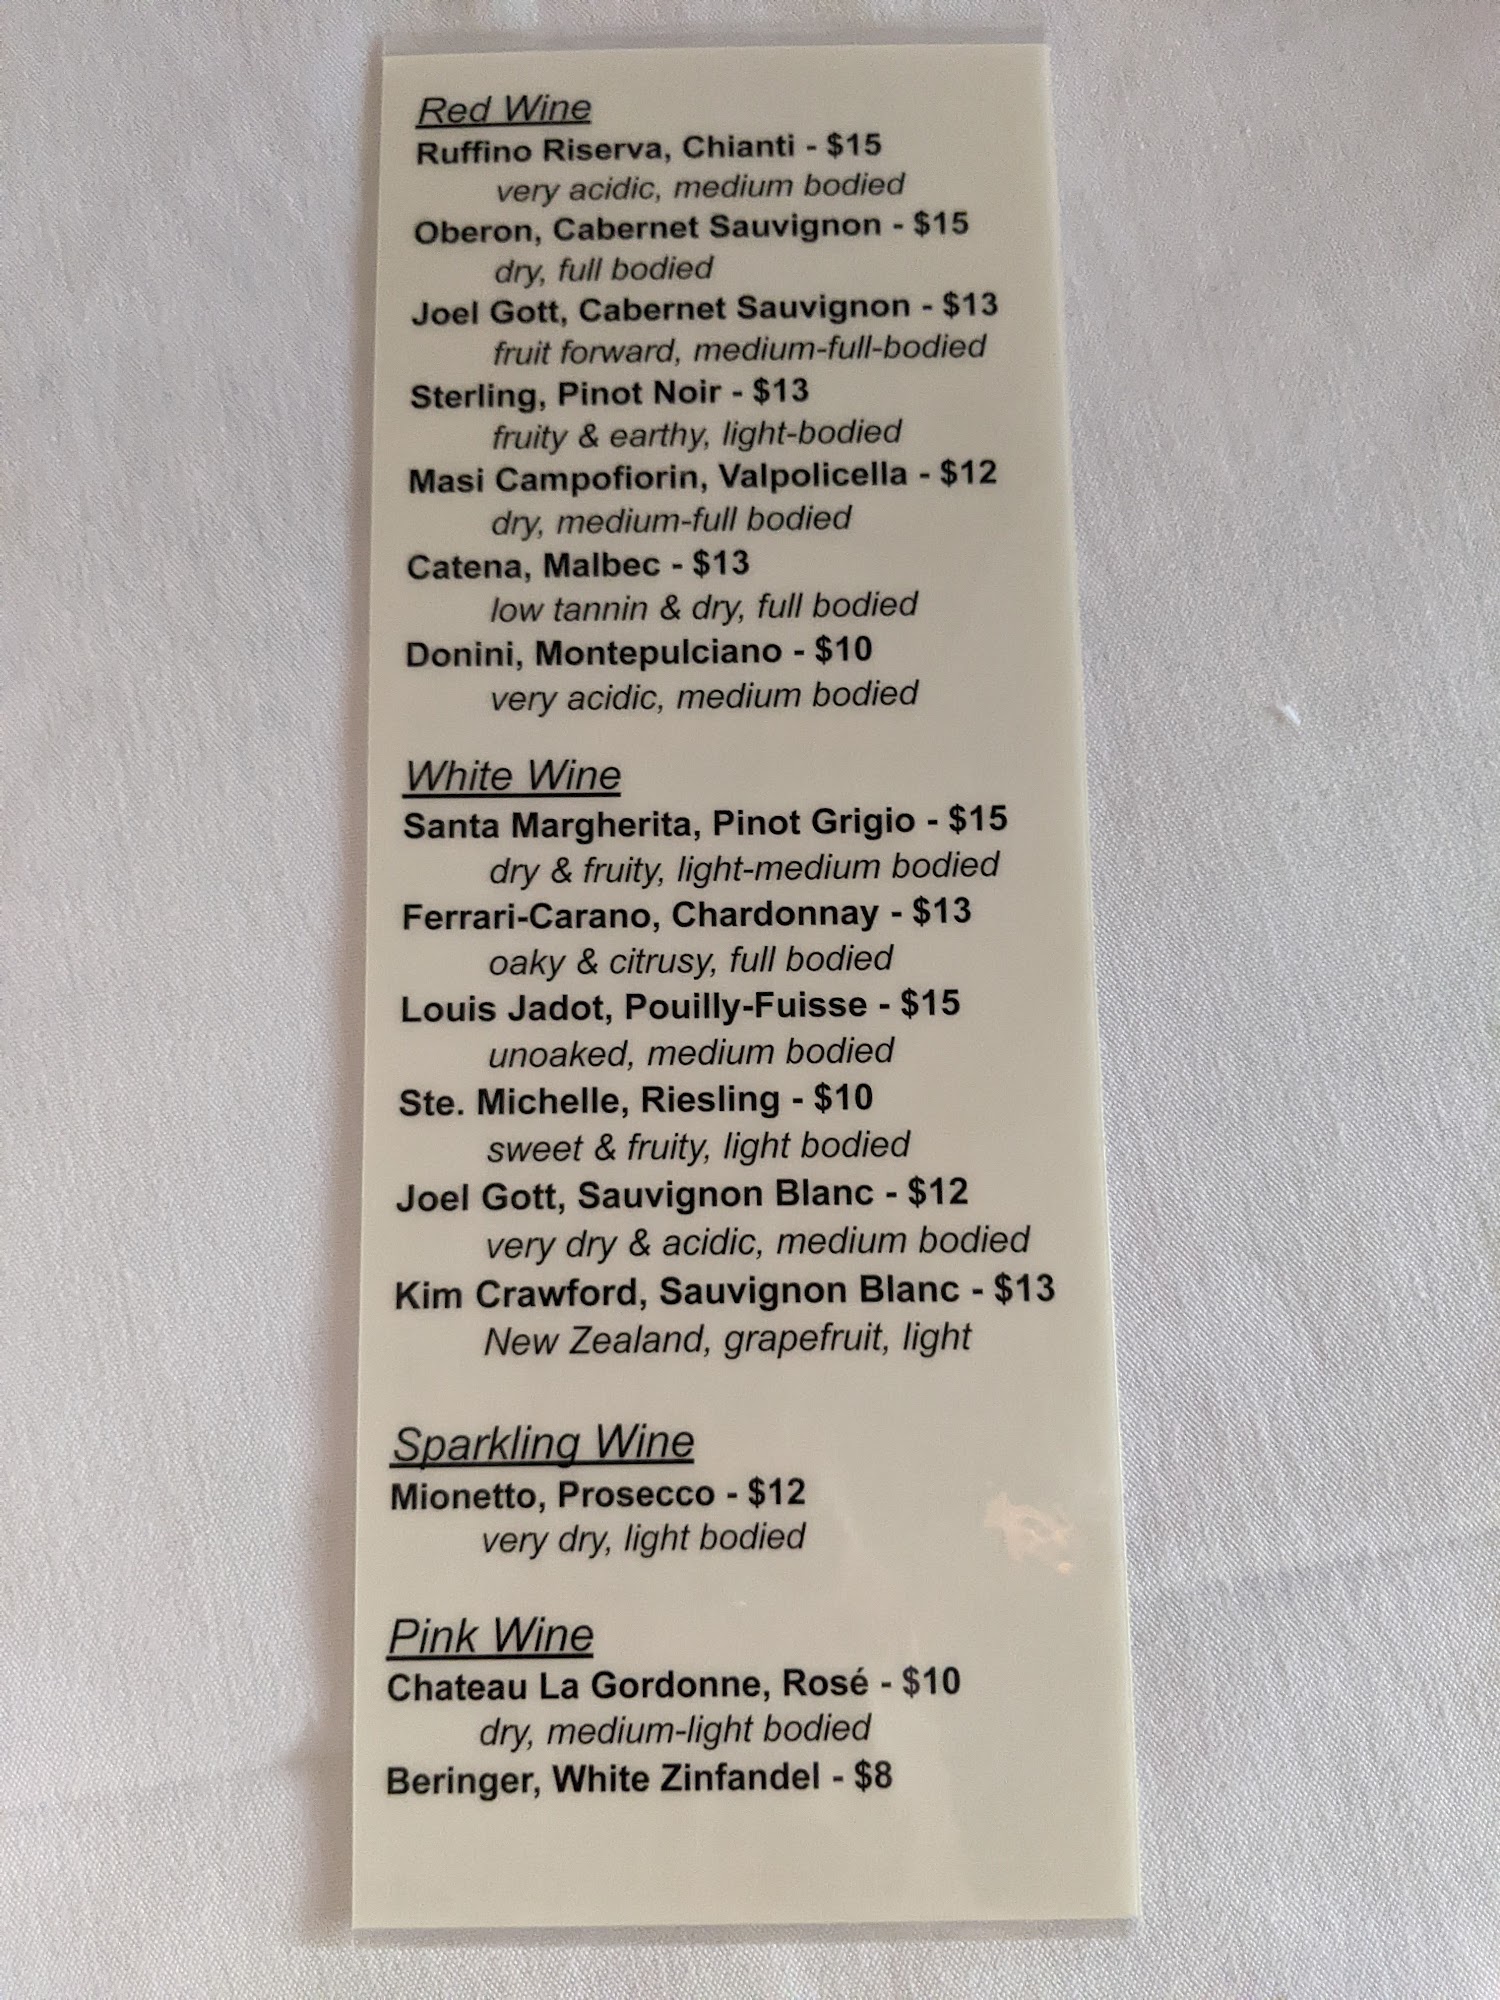 Red Wine
Ruffino Riserva, Chianti - $15
very acidic, medium bodied
Oberon, Cabernet Sauvignon - $15
dry, full bodied
Joel Gott, Cabernet Sauvignon - $13
fruit forward, medium-full-bodied
Sterling, Pinot Noir - $13
fruity & earthy, light-bodied
Masi Campofiorin, Valpolicella - $12
dry, medium-full bodied
Catena, Malbec - $13
low tannin & dry, full bodied
Donini, Montepulciano - $10
very acidic, medium bodied
White Wine
Santa Margherita, Pinot Grigio - $15
dry & fruity, light-medium bodied
Ferrari-Carano, Chardonnay - $13
oaky & citrusy, full bodied
Louis Jadot, Pouilly-Fuisse - $15
unoaked, medium bodied
Ste. Michelle, Riesling - $10
sweet & fruity, light bodied
Joel Gott, Sauvignon Blanc - $12
very dry & acidic, medium bodied
Kim Crawford, Sauvignon Blanc - $13
New Zealand, grapefruit, light
Sparkling Wine
Mionetto, Prosecco - $12
very dry, light bodied
Pink Wine
Chateau La Gordonne, Rosé - $10
dry, medium-light bodied
Beringer, White Zinfandel - $8